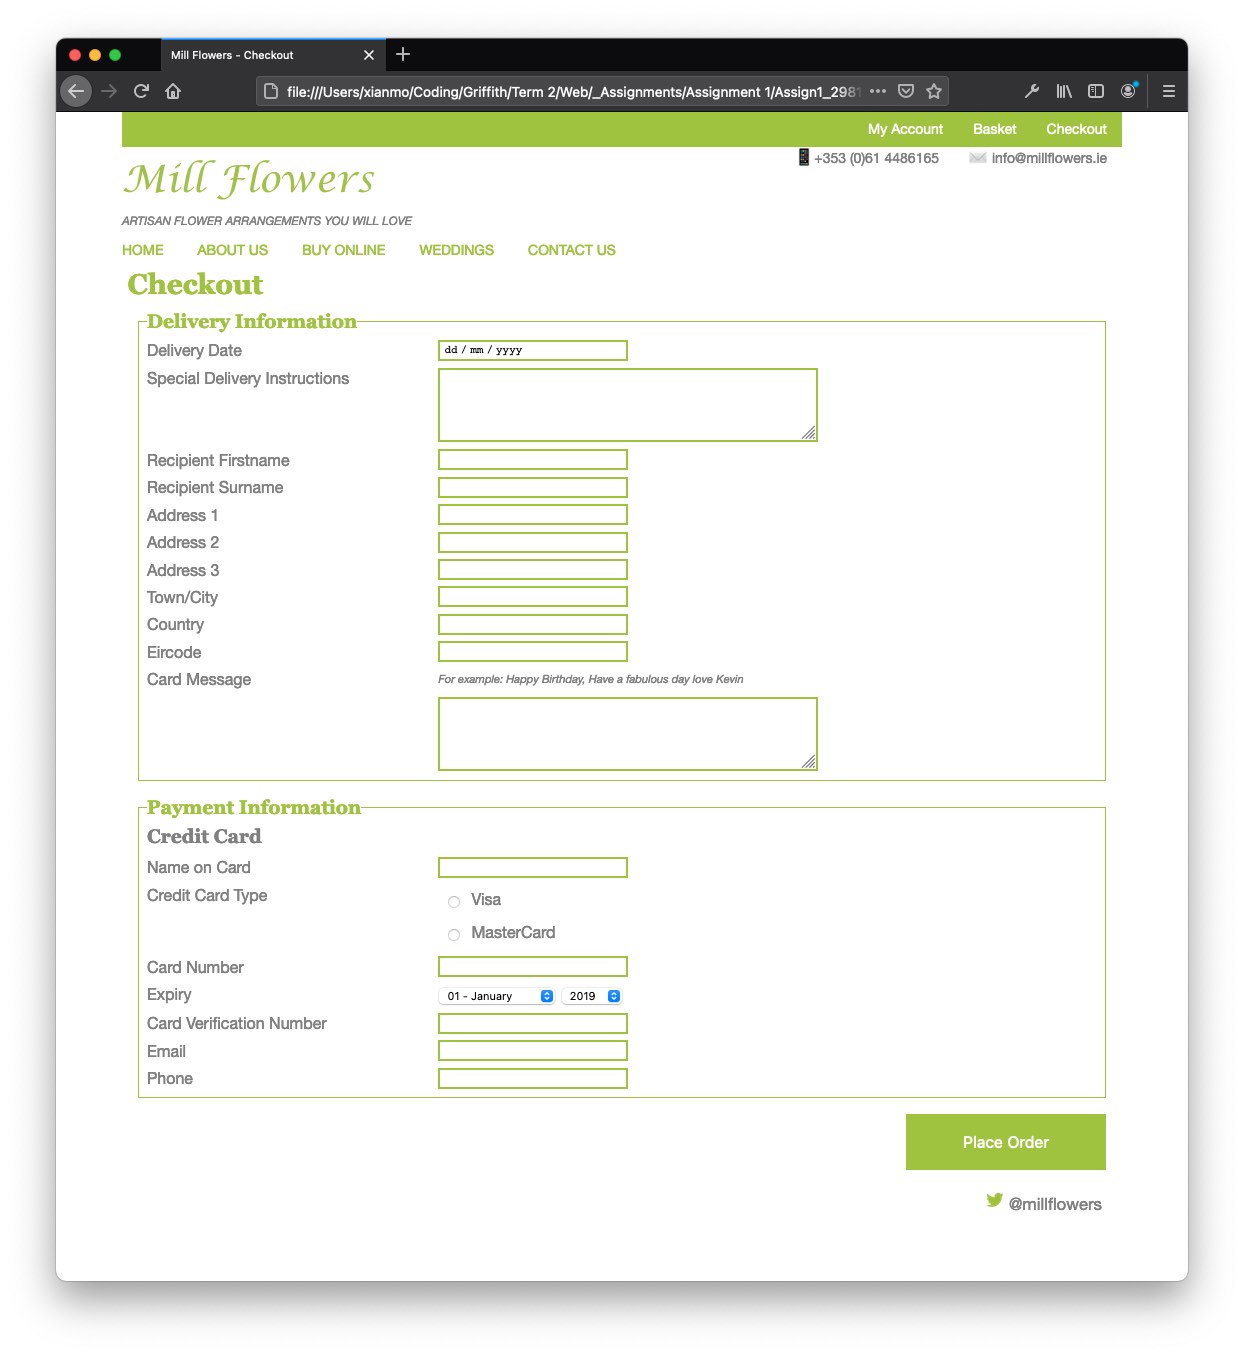 Mill Flowers - Checkout
file:///Users/xianmo/Coding/Griffith/Term 2/Web/_Assignments/Assignment 1/Assign1_2981
My Account Basket Checkout
+353 (0)61 4486165 info@millflowers.ie
Mill Flowers
ARTISAN FLOWER ARRANGEMENTS YOU WILL LOVE
HOME ABOUT US BUY ONLINE WEDDINGS CONTACT US
Checkout
Delivery Information
Delivery Date dd / mm / yyyy
Special Delivery Instructions
Recipient Firstname
Recipient Surname
Address 1
Address 2
Address 3
Town/City
Country
Eircode
Card Message For example: Happy Birthday, Have a fabulous day love Kevin
Payment Information
Credit Card
Name on Card
Credit Card Type Visa
MasterCard
Card Number
Expiry 01 - January 2019
Card Verification Number
Email
Phone
Place Order
@millflowers